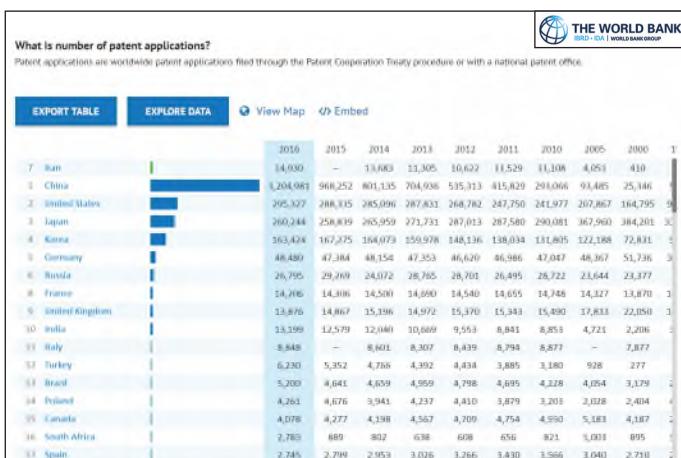 THE WORLD BANK
IBRD • IDA | WORLD BANK GROUP
What is number of patent applications?
Patent applications are worldwide patent applications filed through the Patent Cooperation Treaty procedure or with a national patent office.
EXPORT TABLE EXPLORE DATA View Map </> Embed
2016 2015 2014 2013 2012 2011 2010 2005 2000 1
7 Iran 14,930 – 13,683 11,305 10,622 11,529 11,108 4,051 410
1 China 1,204,981 968,252 801,135 704,936 535,313 415,829 293,066 93,485 25,346
2 United States 295,327 288,335 285,096 287,831 268,782 247,750 241,977 207,867 164,795 9
3 Japan 260,244 258,839 265,959 271,731 287,013 287,580 290,081 367,960 384,201 33
4 Korea 163,424 167,275 164,073 159,978 148,136 138,034 131,805 122,188 72,831
5 Germany 48,480 47,384 48,154 47,353 46,620 46,986 47,047 48,367 51,736 3
6 Russia 26,795 29,269 24,072 28,765 28,701 26,495 28,722 23,644 23,377
8 France 14,206 14,306 14,500 14,690 14,540 14,655 14,748 14,327 13,870 1
9 United Kingdom 13,876 14,867 15,196 14,972 15,370 15,343 15,490 17,833 22,050 1
10 India 13,199 12,579 12,040 10,669 9,553 8,841 8,853 4,721 2,206
11 Italy 8,848 – 8,601 8,307 8,439 8,794 8,877 – 7,877
12 Turkey 6,230 5,352 4,766 4,392 4,434 3,885 3,180 928 277
13 Brazil 5,200 4,641 4,659 4,959 4,798 4,695 4,228 4,054 3,179
14 Poland 4,261 4,676 3,941 4,237 4,410 3,879 3,203 2,028 2,404
15 Canada 4,078 4,277 4,198 4,567 4,709 4,754 4,550 5,183 4,187
16 South Africa 2,783 889 802 638 608 656 821 1,003 895
17 Spain 2,745 2,799 2,953 3,026 3,266 3,430 3,566 3,040 2,710